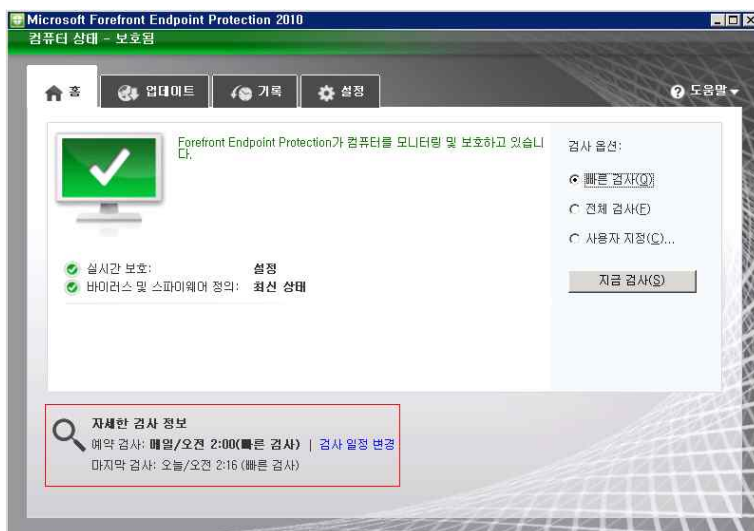 Microsoft Forefront Endpoint Protection 2010
컴퓨터 상태 - 보호됨
홈
업데이트
기록
설정
도움말
Forefront Endpoint Protection가 컴퓨터를 모니터링 및 보호하고 있습니
다.
검사 옵션:
빠른 검사(Q)
전체 검사(F)
사용자 지정(C)...
지금 검사(S)
실시간 보호: 설정
바이러스 및 스파이웨어 정의: 최신 상태
자세한 검사 정보
예약 검사: 매일/오전 2:00(빠른 검사) | 검사 일정 변경
마지막 검사: 오늘/오전 2:16 (빠른 검사)